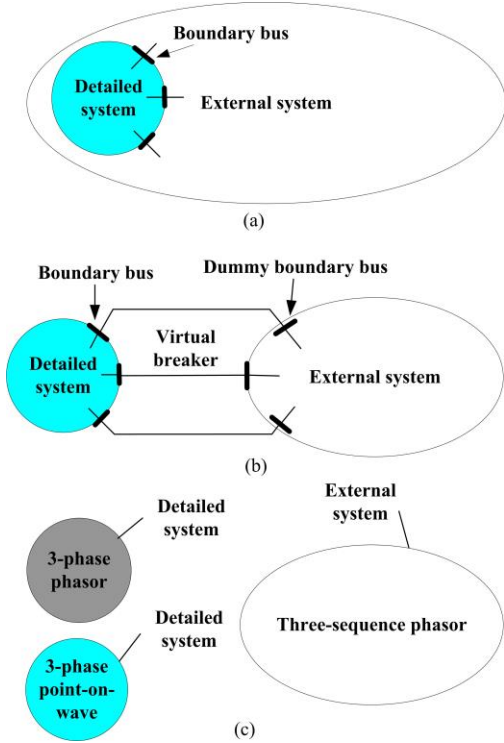 Boundary bus
Detailed
system
External system
(a)
Boundary bus
Dummy boundary bus
Virtual
breaker
Detailed
system
External system
(b)
Detailed
system
External
system
3-phase
phasor
Three-sequence phasor
Detailed
system
3-phase
point-on-
wave
(c)